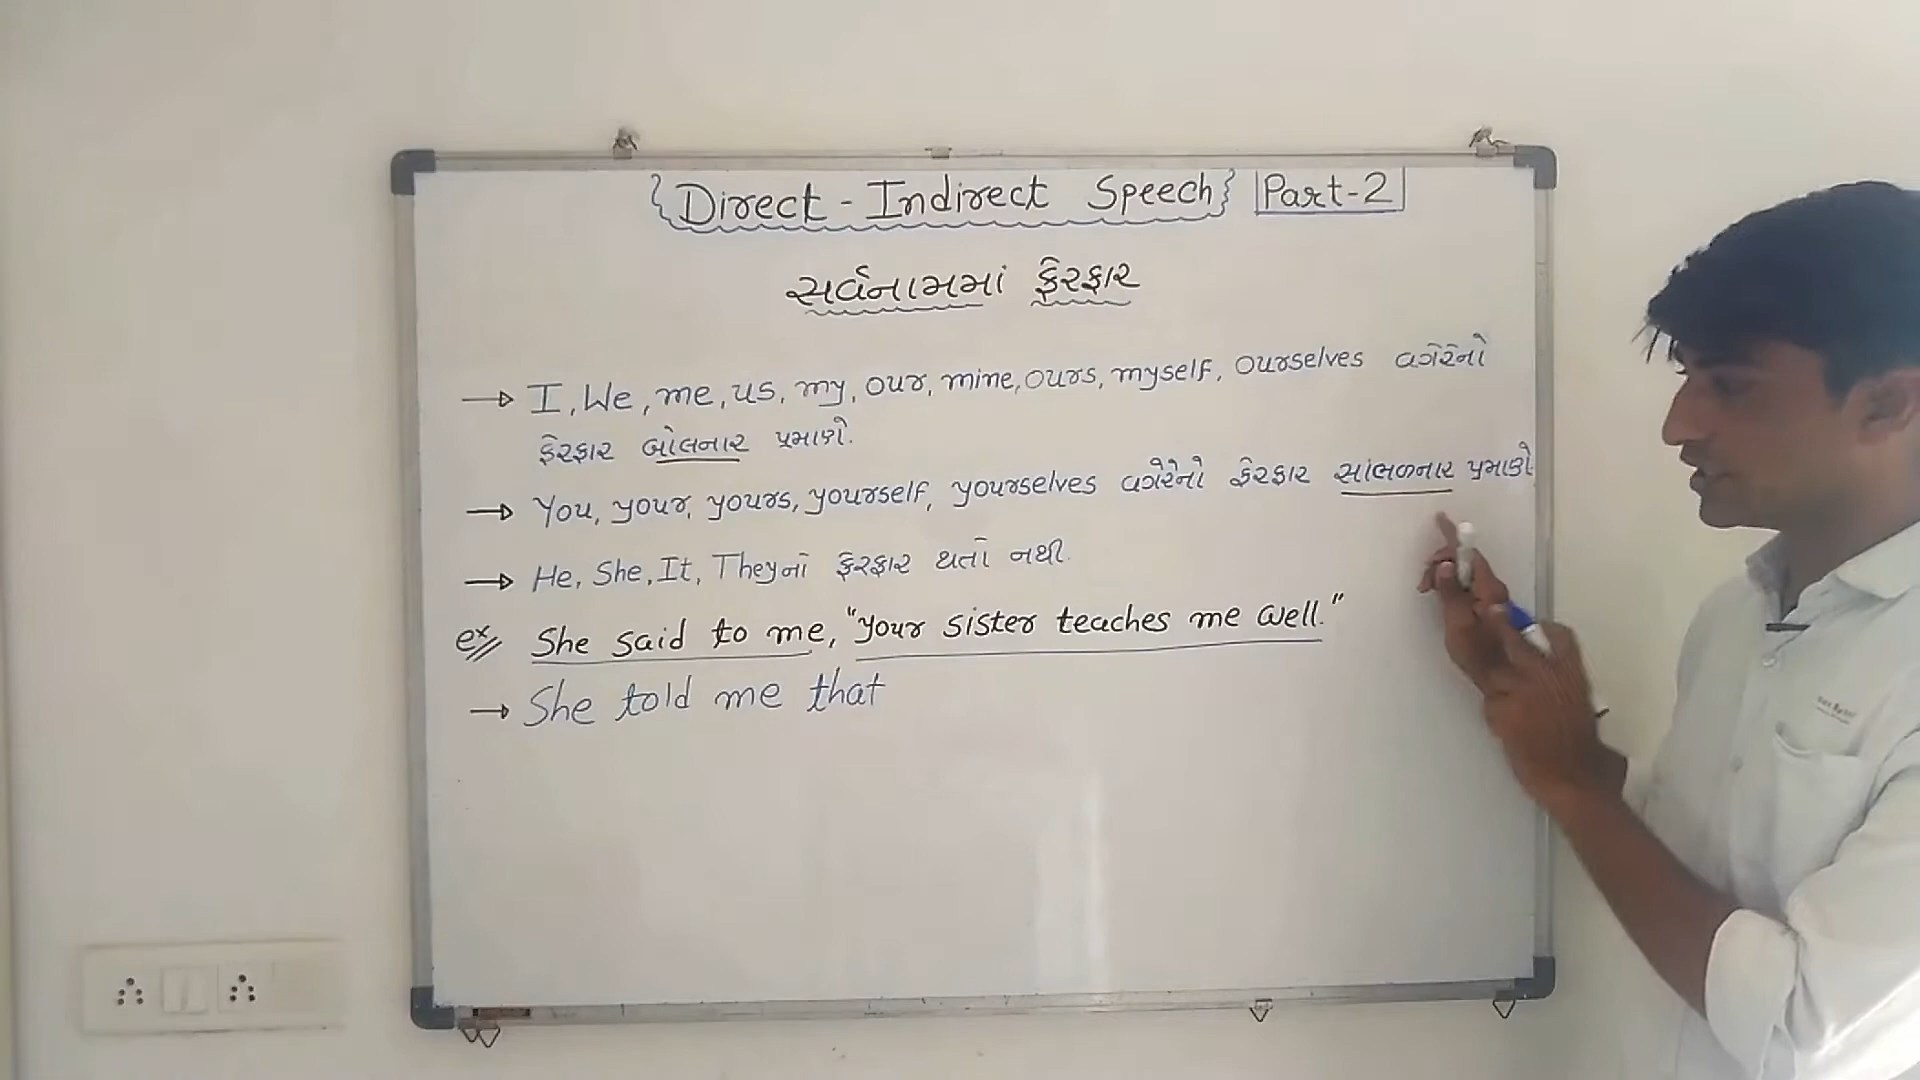 Direct - Indirect Speech Part-2
સર્વનામમાં ફેરફાર
→ I, We, me, us, my, our, mine, ours, myself, ourselves વગેરેનો
ફેરફાર બોલનાર પ્રમાણે.
→ You, your, yours, yourself, yourselves વગેરેનો ફેરફાર સાંભળનાર પ્રમાણે.
→ He, She, It, Theyનો ફેરફાર થતો નથી.
ex She said to me, "your sister teaches me well."
→ She told me that